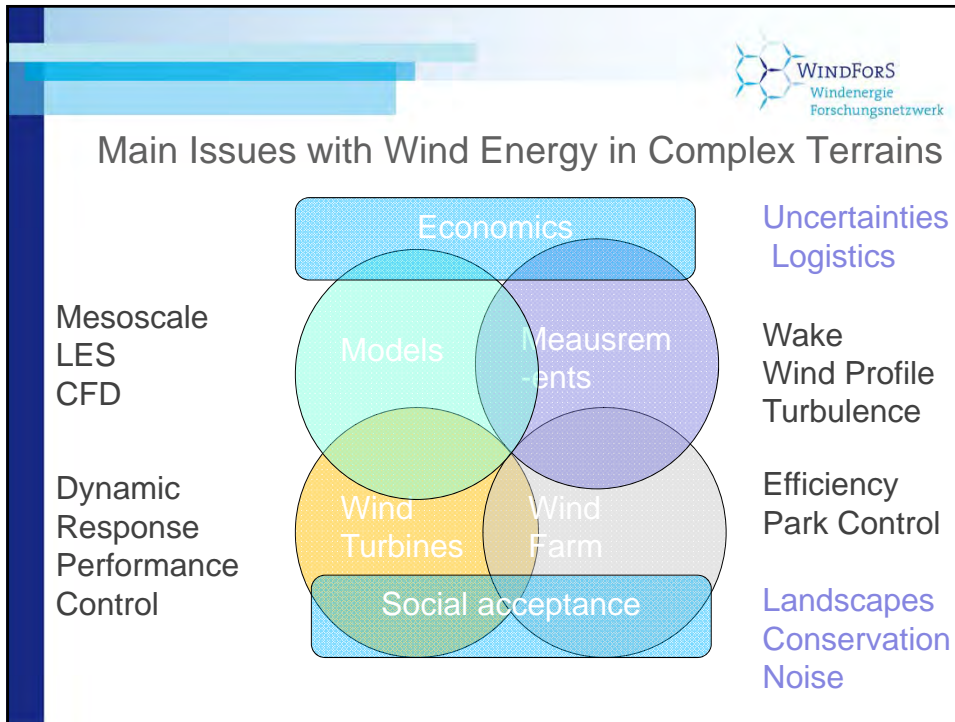 WINDFORS
Windenergie
Forschungsnetzwerk
Main Issues with Wind Energy in Complex Terrains
Economics
Uncertainties
Logistics
Mesoscale
LES
CFD
Models
Meausrem
-ents
Wake
Wind Profile
Turbulence
Dynamic
Response
Performance
Control
Wind
Turbines
Wind
Farm
Efficiency
Park Control
Social acceptance
Landscapes
Conservation
Noise